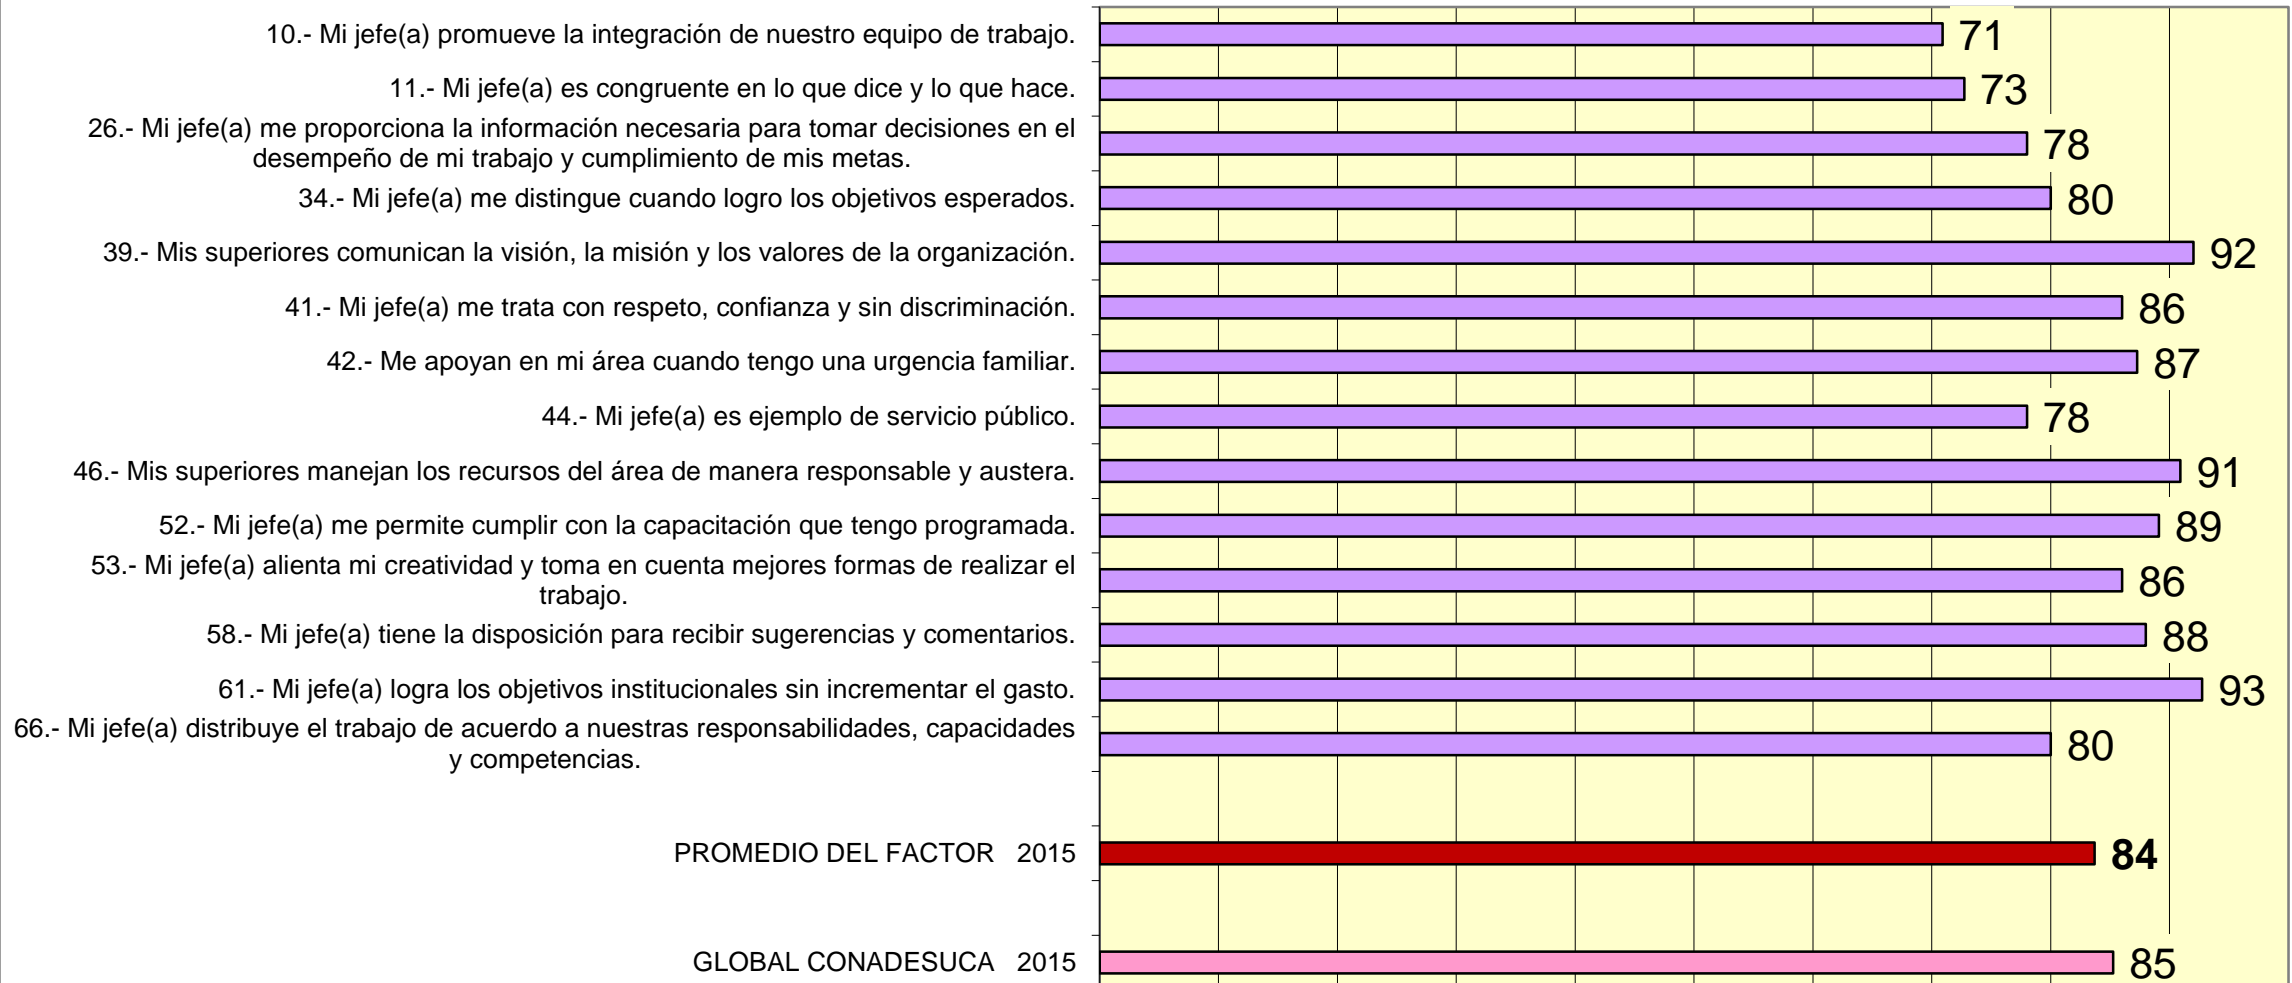 10.- Mi jefe(a) promueve la integración de nuestro equipo de trabajo. 71
11.- Mi jefe(a) es congruente en lo que dice y lo que hace. 73
26.- Mi jefe(a) me proporciona la información necesaria para tomar decisiones en el
desempeño de mi trabajo y cumplimiento de mis metas. 78
34.- Mi jefe(a) me distingue cuando logro los objetivos esperados. 80
39.- Mis superiores comunican la visión, la misión y los valores de la organización. 92
41.- Mi jefe(a) me trata con respeto, confianza y sin discriminación. 86
42.- Me apoyan en mi área cuando tengo una urgencia familiar. 87
44.- Mi jefe(a) es ejemplo de servicio público. 78
46.- Mis superiores manejan los recursos del área de manera responsable y austera. 91
52.- Mi jefe(a) me permite cumplir con la capacitación que tengo programada. 89
53.- Mi jefe(a) alienta mi creatividad y toma en cuenta mejores formas de realizar el
trabajo. 86
58.- Mi jefe(a) tiene la disposición para recibir sugerencias y comentarios. 88
61.- Mi jefe(a) logra los objetivos institucionales sin incrementar el gasto. 93
66.- Mi jefe(a) distribuye el trabajo de acuerdo a nuestras responsabilidades, capacidades
y competencias. 80
PROMEDIO DEL FACTOR 2015 84
GLOBAL CONADESUCA 2015 85